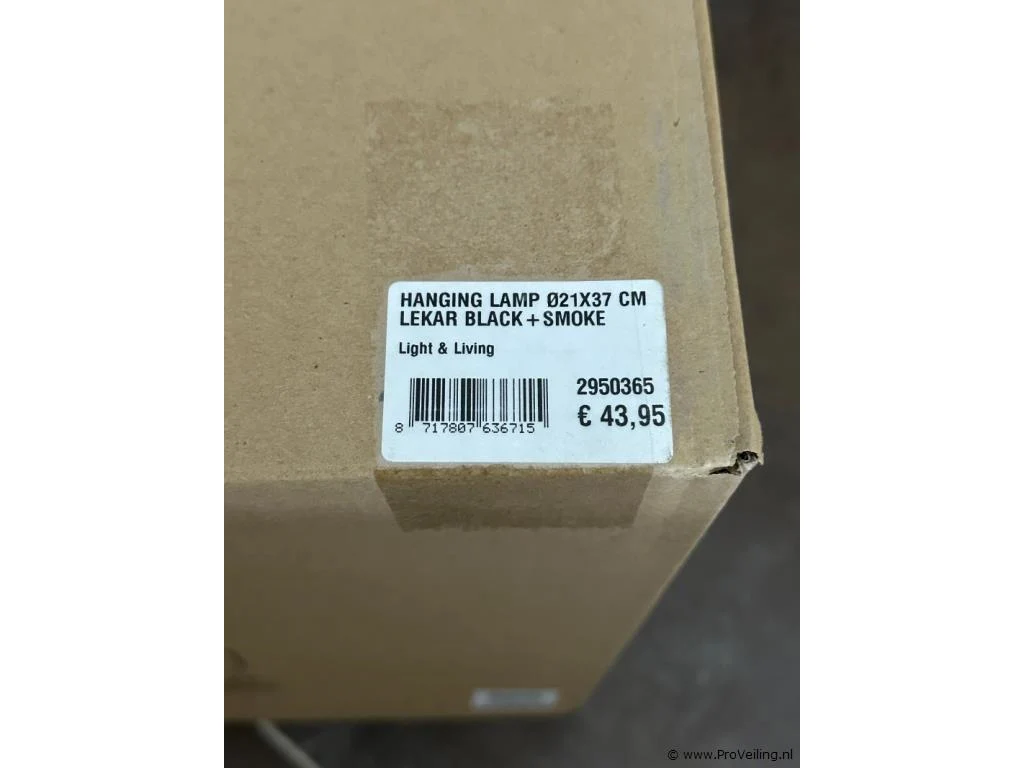 HANGING LAMP Ø21X37 CM
LEKAR BLACK+SMOKE
Light & Living
2950365
€ 43,95
8 717807 636715
© www.ProVeiling.nl